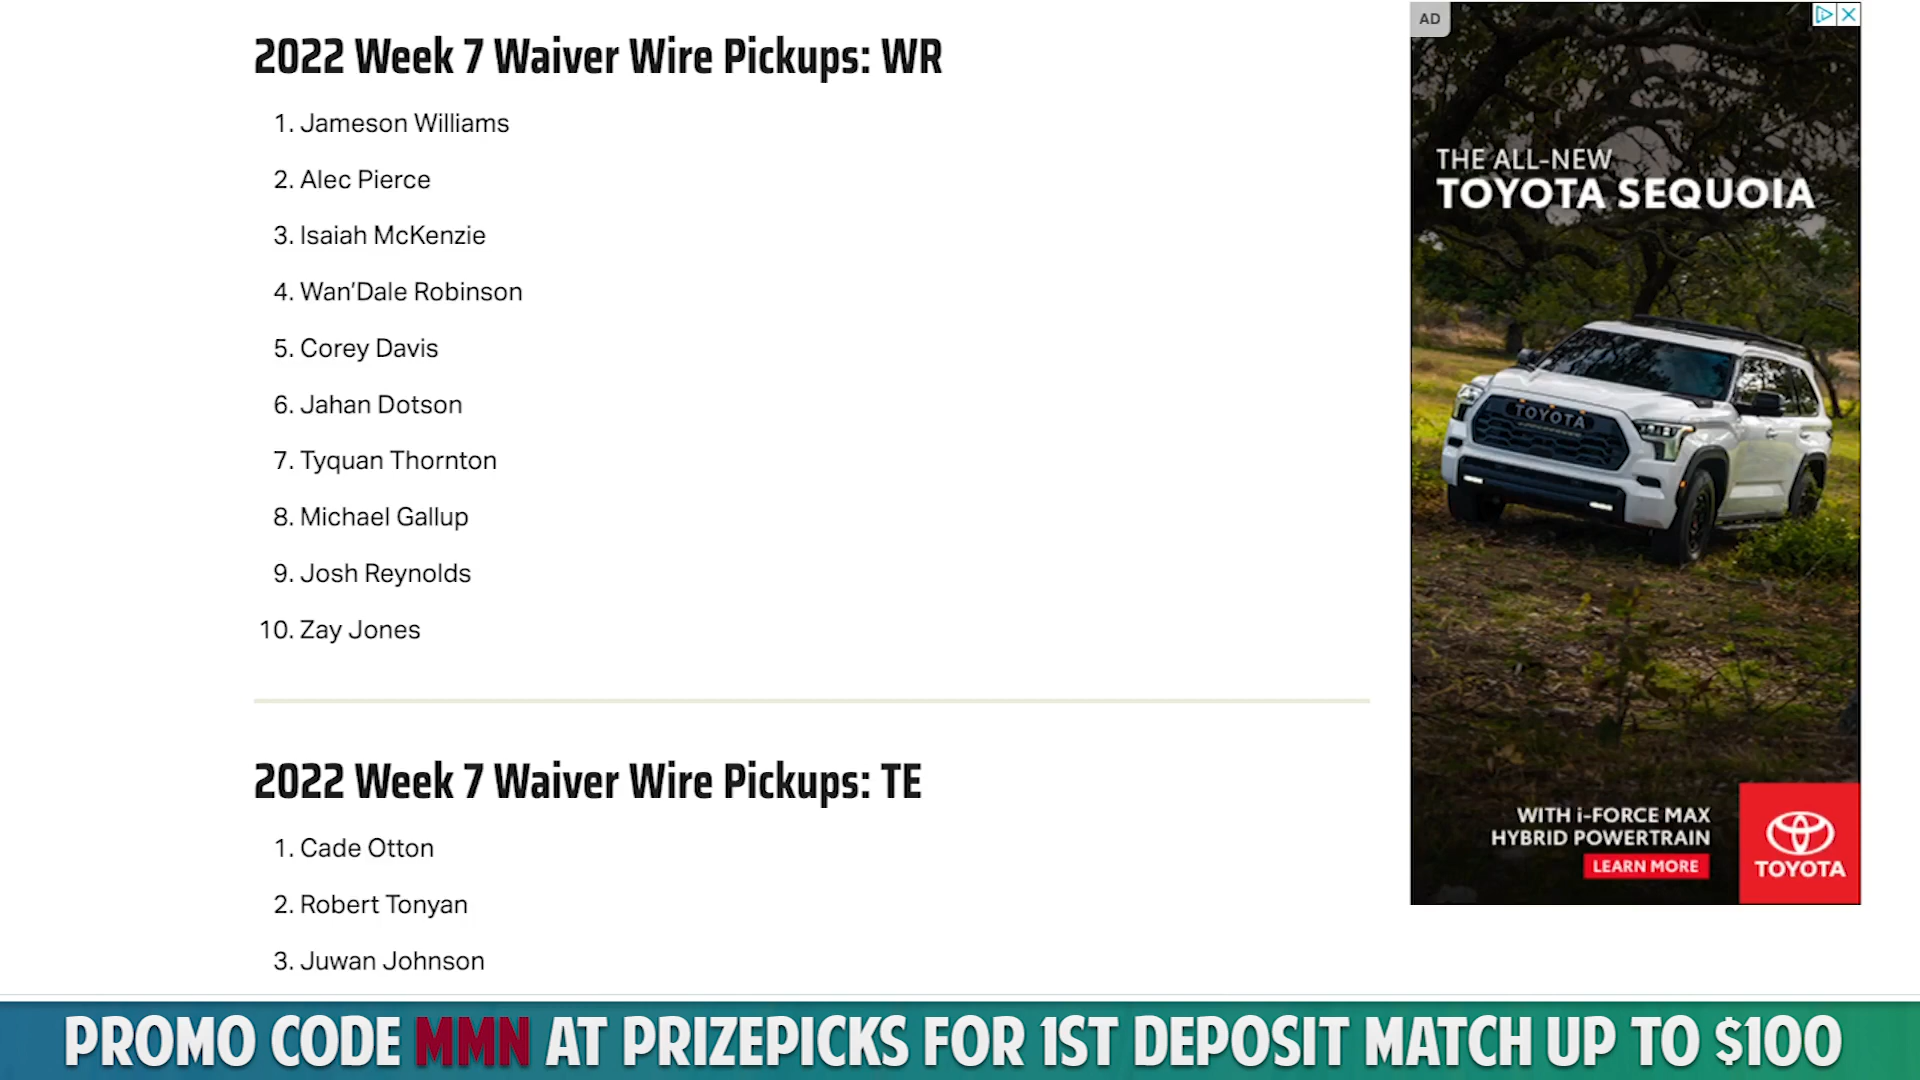 2022 Week 7 Waiver Wire Pickups: WR
1. Jameson Williams
2. Alec Pierce
3. Isaiah McKenzie
4. Wan'Dale Robinson
5. Corey Davis
6. Jahan Dotson
7. Tyquan Thornton
8. Michael Gallup
9. Josh Reynolds
10. Zay Jones
2022 Week 7 Waiver Wire Pickups: TE
1. Cade Otton
2. Robert Tonyan
3. Juwan Johnson
AD
THE ALL-NEW
TOYOTA SEQUOIA
TOYOTA
WITH i-FORCE MAX
HYBRID POWERTRAIN
LEARN MORE
TOYOTA
PROMO CODE MMN AT PRIZEPICKS FOR 1ST DEPOSIT MATCH UP TO $100